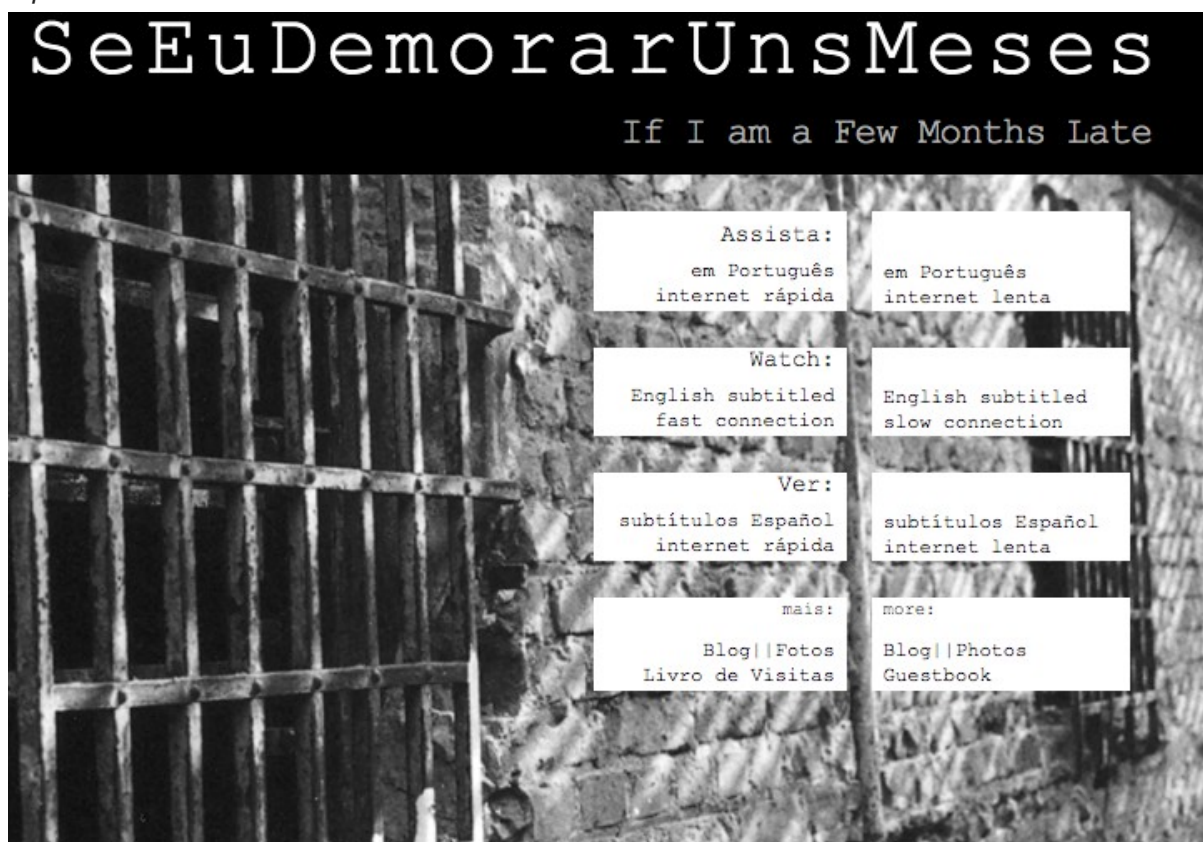 SeEuDemorarUnsMeses
If I am a Few Months Late
Assista:
em Português
internet rápida
em Português
internet lenta
Watch:
English subtitled
fast connection
English subtitled
slow connection
Ver:
subtítulos Español
internet rápida
subtítulos Español
internet lenta
mais:
Blog||Fotos
Livro de Visitas
more:
Blog||Photos
Guestbook